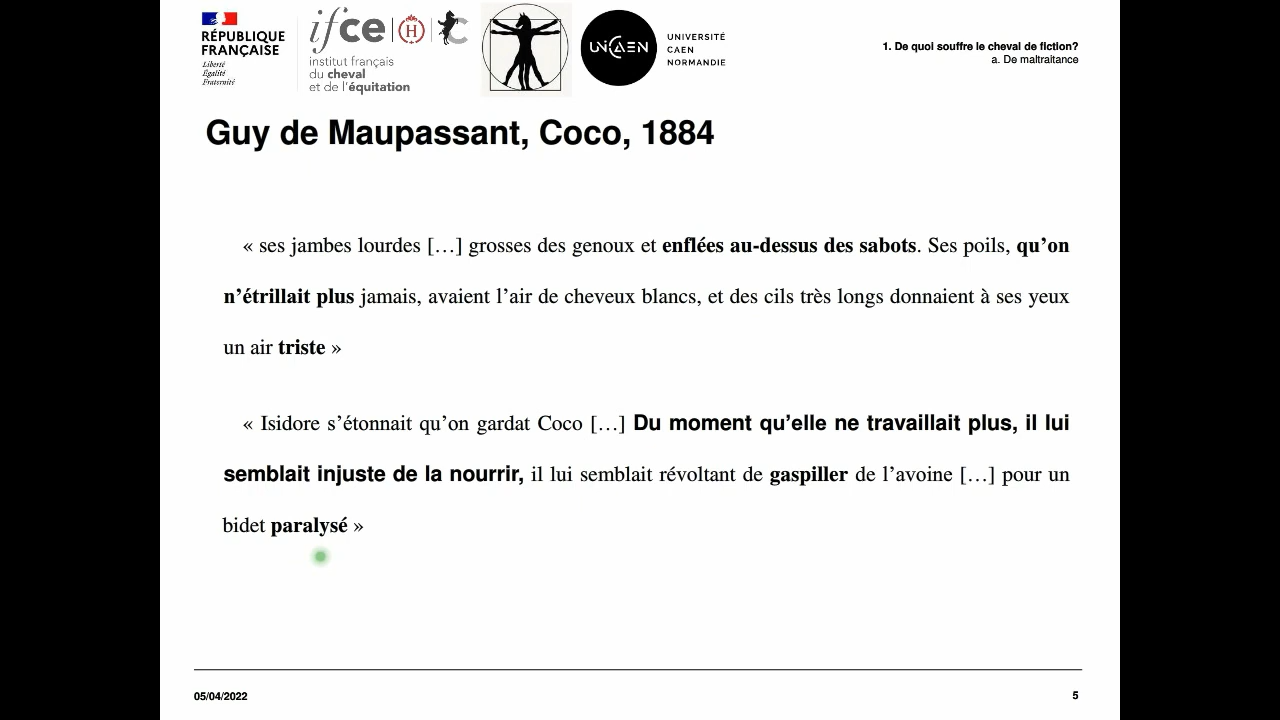 RÉPUBLIQUE
FRANÇAISE
Liberté
Égalité
Fraternité
ifce
H
institut français
du cheval
et de l'équitation
UNICAEN
UNIVERSITÉ
CAEN
NORMANDIE
1. De quoi souffre le cheval de fiction?
a. De maltraitance
Guy de Maupassant, Coco, 1884
« ses jambes lourdes […] grosses des genoux et enflées au-dessus des sabots. Ses poils, qu’on
n’étrillait plus jamais, avaient l’air de cheveux blancs, et des cils très longs donnaient à ses yeux
un air triste »
« Isidore s’étonnait qu’on gardat Coco […] Du moment qu’elle ne travaillait plus, il lui
semblait injuste de la nourrir, il lui semblait révoltant de gaspiller de l’avoine […] pour un
bidet paralysé »
05/04/2022
5